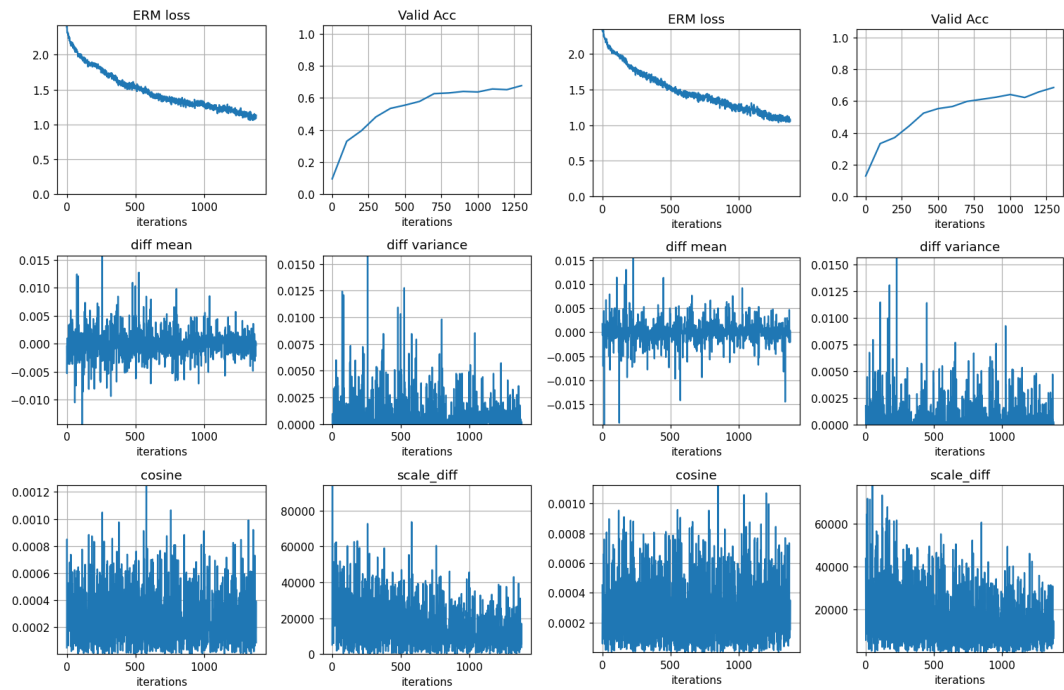 ERM loss
2.0
1.5
1.0
0.5
0.0
0
1000
iterations
Valid Acc
1.0
0.8
0.6
0.4
0.2
0.0
0 250 500 750 1000 1250
iterations
ERM loss
2.0
1.5
1.0
0.5
0.0
0
1000
iterations
Valid Acc
1.0
0.8
0.6
0.4
0.2
0.0
0 250 500 750 1000 1250
iterations
diff mean
0.015
0.010
0.005
0.000
−0.005
−0.010
0
1000
iterations
diff variance
0.0150
0.0125
0.0100
0.0075
0.0050
0.0025
0.0000
0 500 1000
iterations
diff mean
0.015
0.010
0.005
0.000
−0.005
−0.010
−0.015
0
1000
iterations
diff variance
0.0150
0.0125
0.0100
0.0075
0.0050
0.0025
0.0000
0 500 1000
iterations
cosine
0.0012
0.0010
0.0008
0.0006
0.0004
0.0002
0
1000
iterations
scale_diff
80000
60000
40000
20000
0
0 500 1000
iterations
cosine
0.0010
0.0008
0.0006
0.0004
0.0002
0
1000
iterations
scale_diff
60000
40000
20000
0 500 1000
iterations